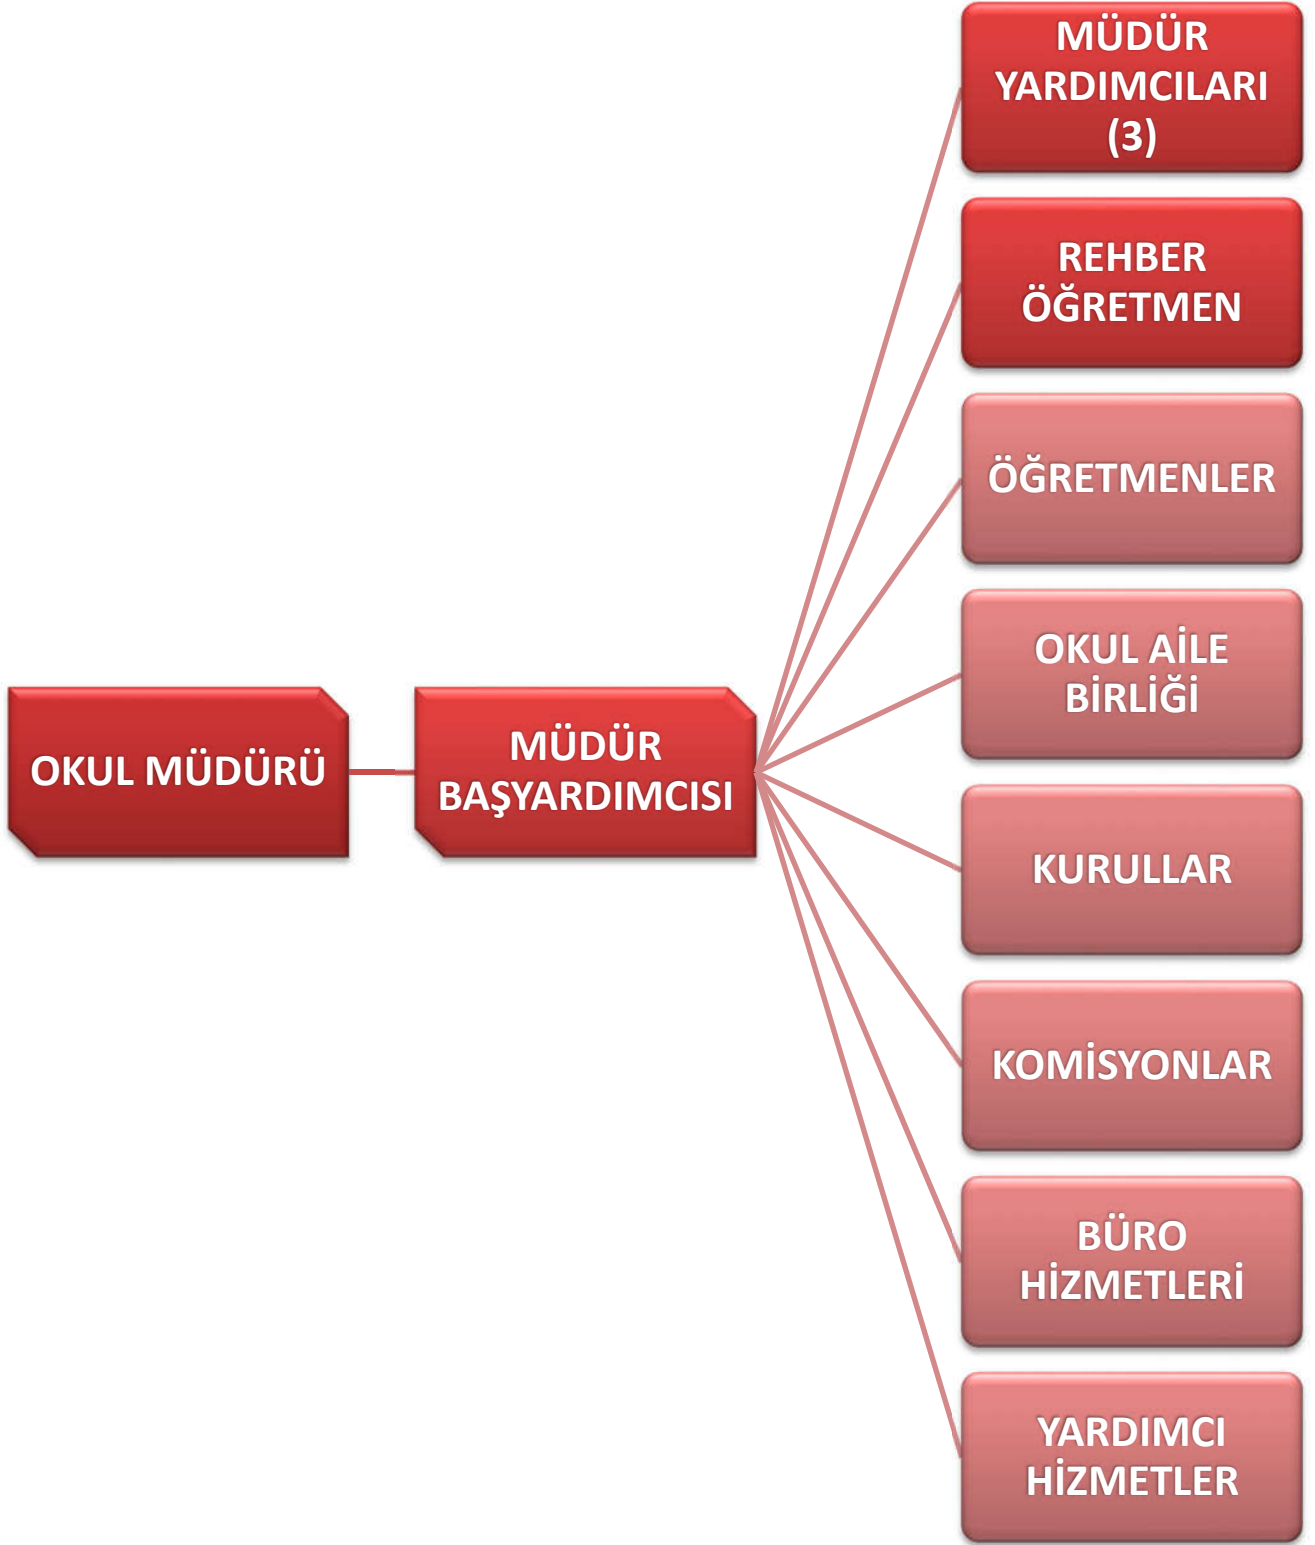 OKUL MÜDÜRÜ
MÜDÜR
BAŞYARDIMCISI
MÜDÜR
YARDIMCILARI
(3)
REHBER
ÖĞRETMEN
ÖĞRETMENLER
OKUL AİLE
BİRLİĞİ
KURULLAR
KOMİSYONLAR
BÜRO
HİZMETLERİ
YARDIMCI
HİZMETLER